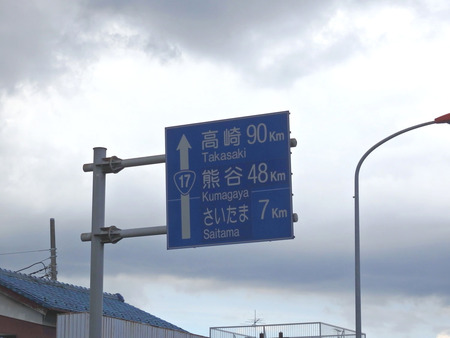 高崎 90 Km
Takasaki
17
熊谷 48 Km
Kumagaya
さいたま 7 Km
Saitama